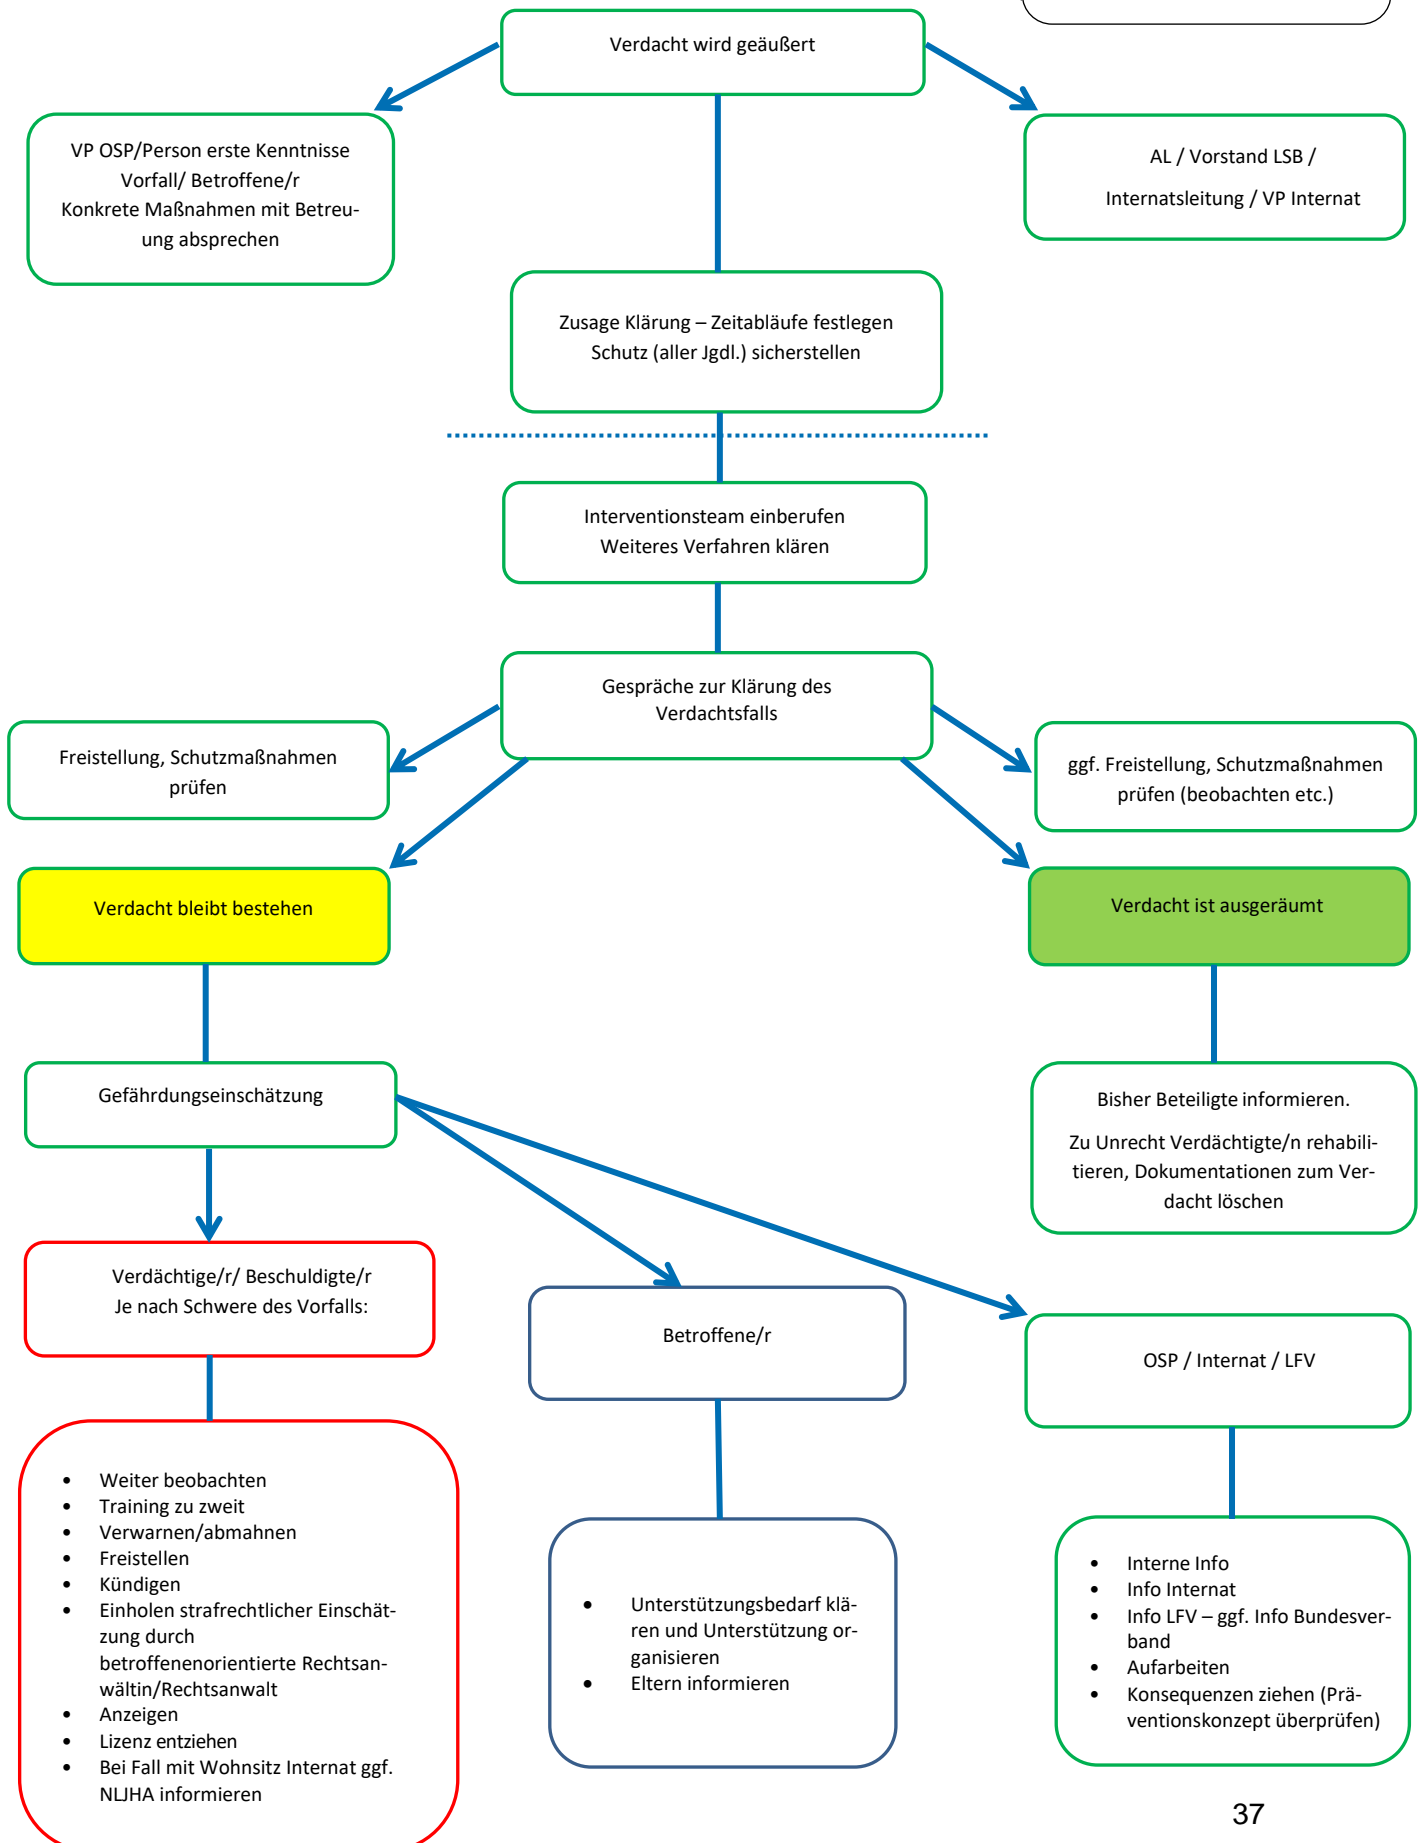 Verdacht wird geäußert
VP OSP/Person erste Kenntnisse
Vorfall/ Betroffene/r
Konkrete Maßnahmen mit Betreu-
ung absprechen
AL / Vorstand LSB /
Internatsleitung / VP Internat
Zusage Klärung – Zeitabläufe festlegen
Schutz (aller Jgdl.) sicherstellen
Interventionsteam einberufen
Weiteres Verfahren klären
Gespräche zur Klärung des
Verdachtsfalls
Freistellung, Schutzmaßnahmen
prüfen
ggf. Freistellung, Schutzmaßnahmen
prüfen (beobachten etc.)
Verdacht bleibt bestehen
Verdacht ist ausgeräumt
Gefährdungseinschätzung
Bisher Beteiligte informieren.
Zu Unrecht Verdächtigte/n rehabili-
tieren, Dokumentationen zum Ver-
dacht löschen
Verdächtige/r/ Beschuldigte/r
Je nach Schwere des Vorfalls:
Betroffene/r
OSP / Internat / LFV
• Weiter beobachten
• Training zu zweit
• Verwarnen/abmahnen
• Freistellen
• Kündigen
• Einholen strafrechtlicher Einschät-
zung durch
betroffenenorientierte Rechtsan-
wältin/Rechtsanwalt
• Anzeigen
• Lizenz entziehen
• Bei Fall mit Wohnsitz Internat ggf.
NLJHA informieren
• Unterstützungsbedarf klä-
ren und Unterstützung or-
ganisieren
• Eltern informieren
• Interne Info
• Info Internat
• Info LFV – ggf. Info Bundesver-
band
• Aufarbeiten
• Konsequenzen ziehen (Prä-
ventionskonzept überprüfen)
37